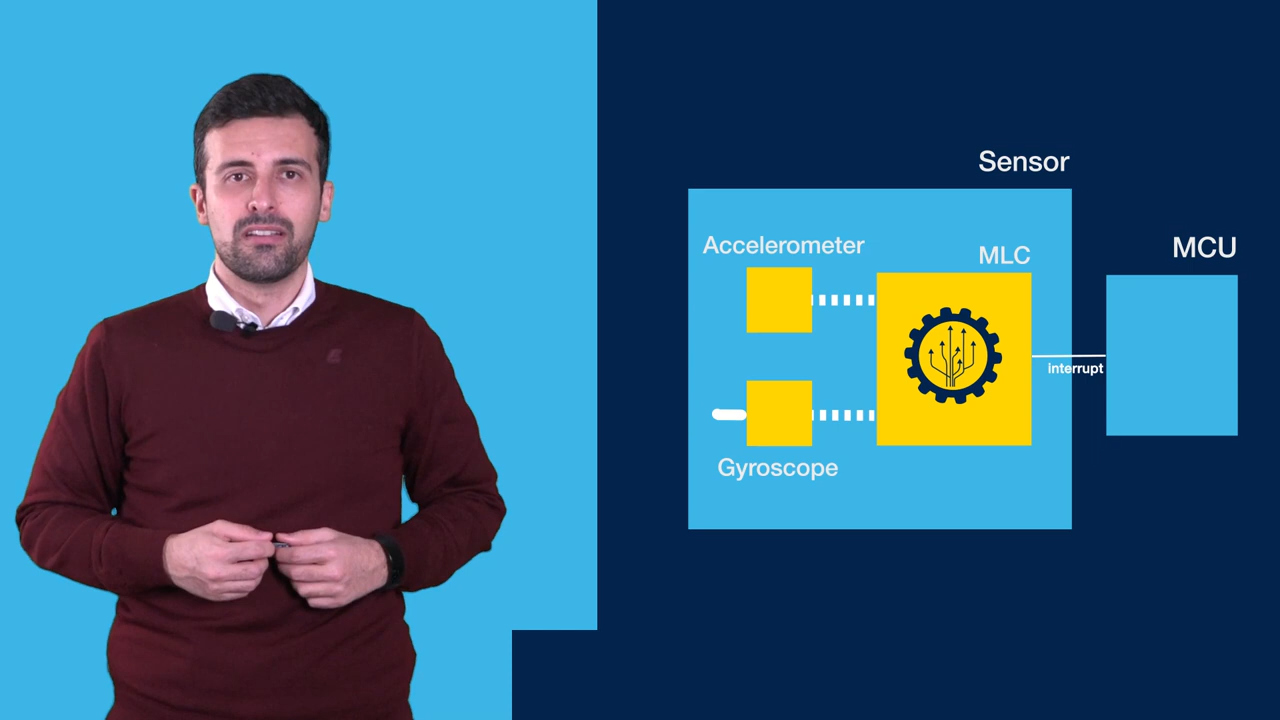 Sensor
Accelerometer
MLC
MCU
interrupt
Gyroscope